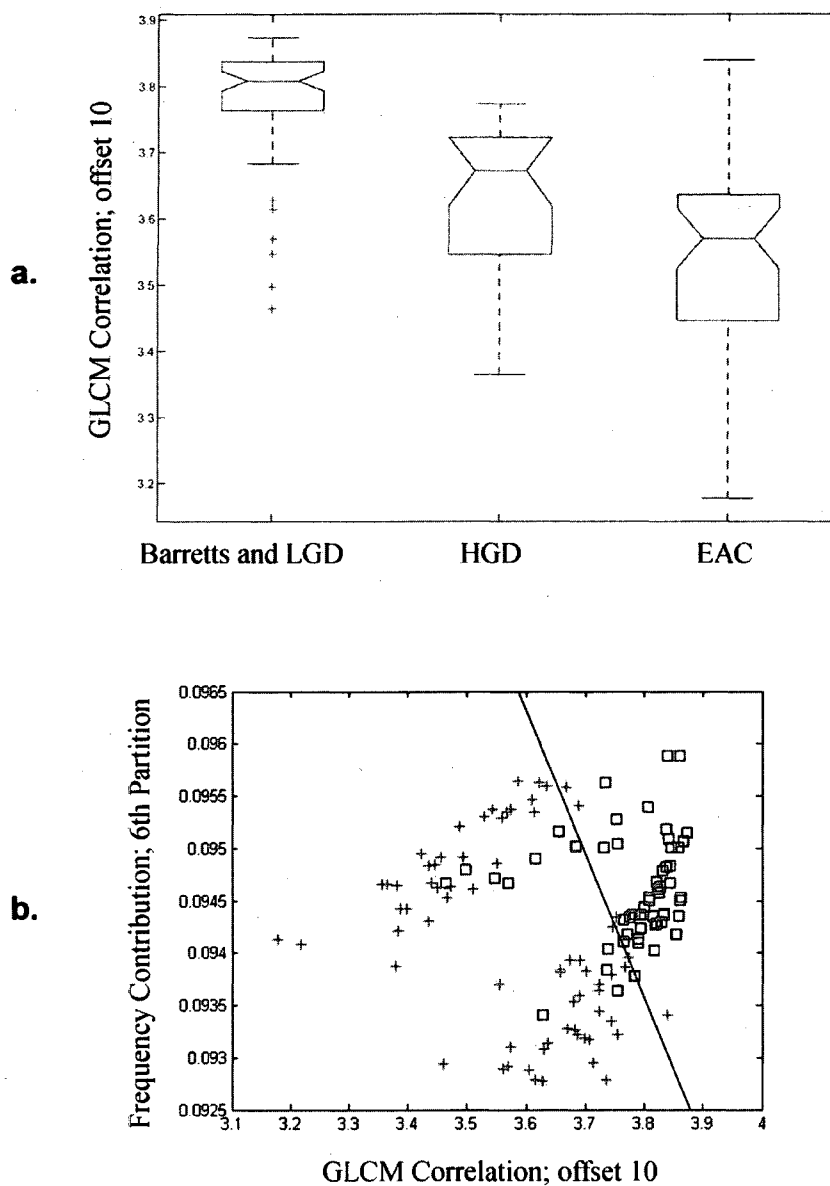 a.
GLCM Correlation; offset 10
3.9
3.8
3.7
3.6
3.5
3.4
3.3
3.2
Barretts and LGD HGD EAC
b.
Frequency Contribution; 6th Partition
0.0965
0.096
0.0955
0.095
0.0945
0.094
0.0935
0.093
0.0925
3.1 3.2 3.3 3.4 3.5 3.6 3.7 3.8 3.9 4
GLCM Correlation; offset 10